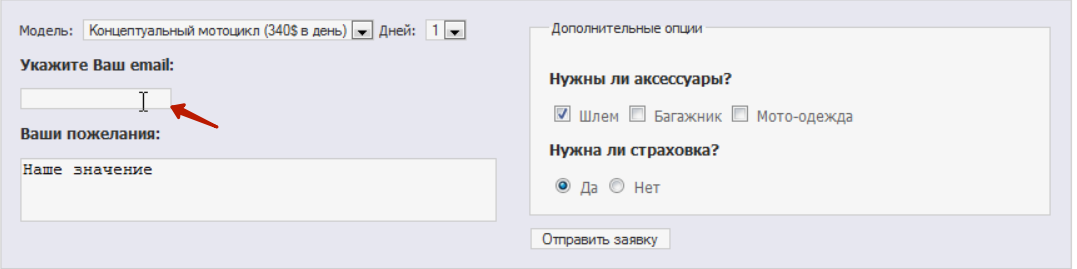 Модель: Концептуальный мотоцикл (340$ в день) Дней: 1
Укажите Ваш email:
Ваши пожелания:
Наше значение
Дополнительные опции
Нужны ли аксессуары?
Шлем Багажник Мото-одежда
Нужна ли страховка?
Да Нет
Отправить заявку